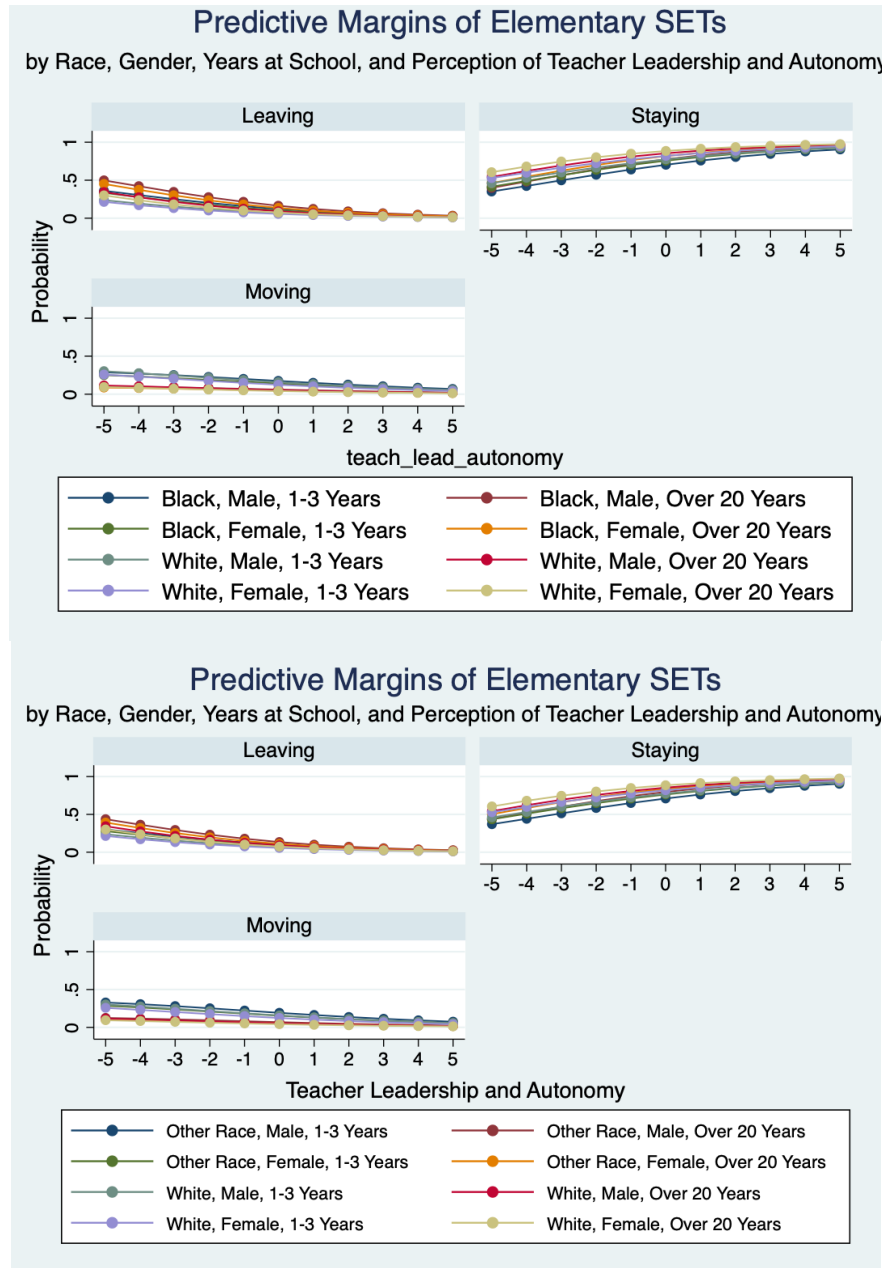 Predictive Margins of Elementary SETs
by Race, Gender, Years at School, and Perception of Teacher Leadership and Autonomy
Leaving
Staying
1
.5
0
-5 -4 -3 -2 -1 0 1 2 3 4 5
Moving
1
.5
0
-5 -4 -3 -2 -1 0 1 2 3 4 5
Probability
teach_lead_autonomy
Black, Male, 1-3 Years
Black, Male, Over 20 Years
Black, Female, 1-3 Years
Black, Female, Over 20 Years
White, Male, 1-3 Years
White, Male, Over 20 Years
White, Female, 1-3 Years
White, Female, Over 20 Years
Predictive Margins of Elementary SETs
by Race, Gender, Years at School, and Perception of Teacher Leadership and Autonomy
Leaving
Staying
1
.5
0
-5 -4 -3 -2 -1 0 1 2 3 4 5
Moving
1
.5
0
-5 -4 -3 -2 -1 0 1 2 3 4 5
Probability
Teacher Leadership and Autonomy
Other Race, Male, 1-3 Years
Other Race, Male, Over 20 Years
Other Race, Female, 1-3 Years
Other Race, Female, Over 20 Years
White, Male, 1-3 Years
White, Male, Over 20 Years
White, Female, 1-3 Years
White, Female, Over 20 Years